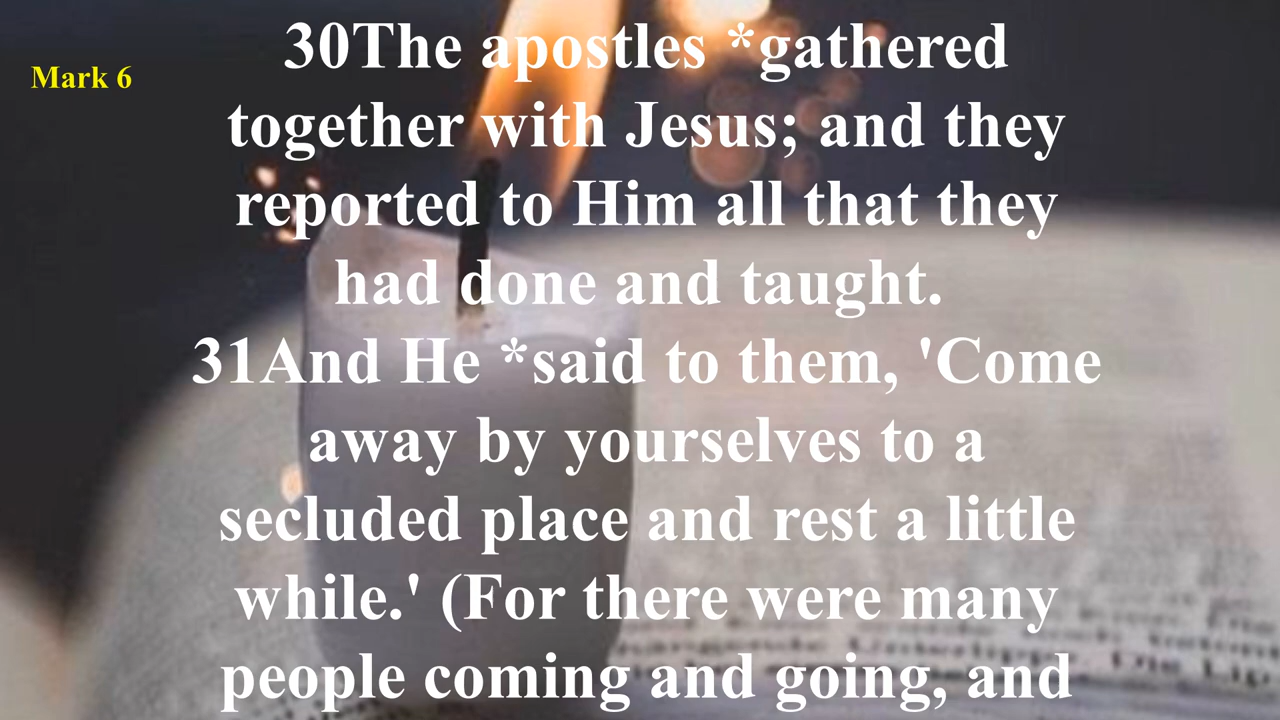 Mark 6
30The apostles *gathered
together with Jesus; and they
reported to Him all that they
had done and taught.
31And He *said to them, 'Come
away by yourselves to a
secluded place and rest a little
while.' (For there were many
people coming and going, and